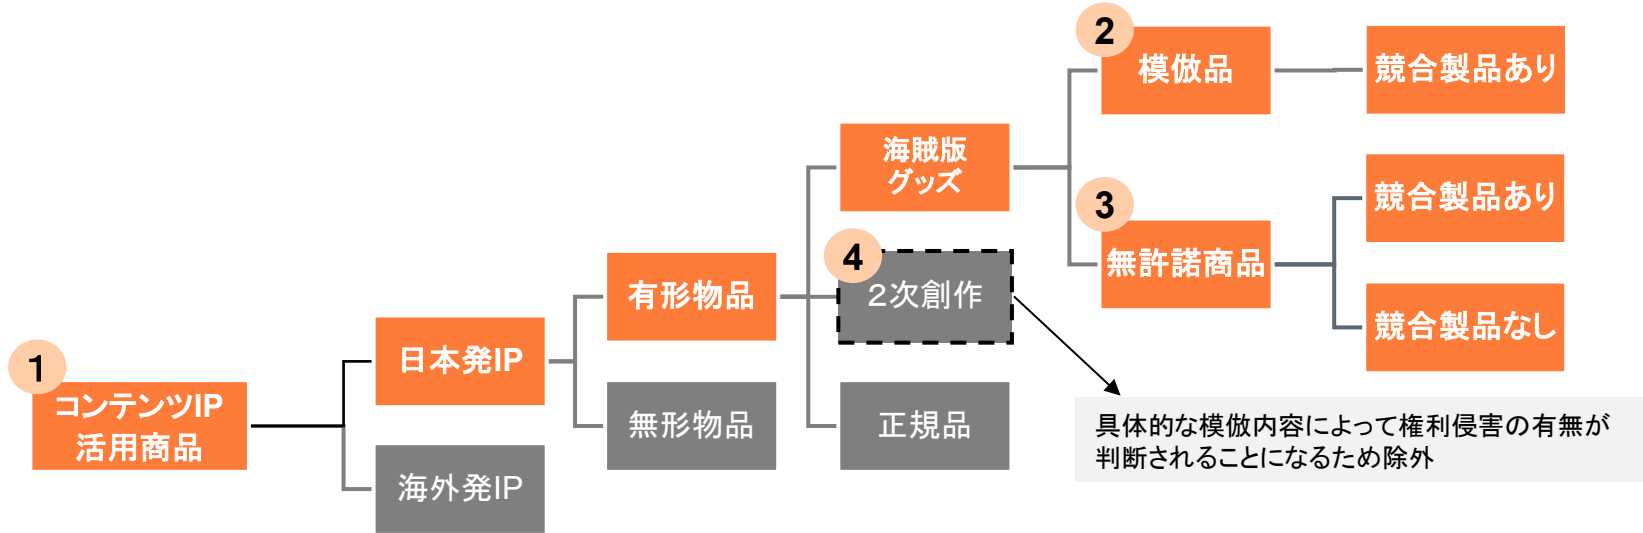 1
コンテンツIP
活用商品
日本発IP
海外発IP
有形物品
無形物品
海賊版
グッズ
4
2次創作
正規品
2
模倣品
3
無許諾商品
競合製品あり
競合製品あり
競合製品なし
具体的な模倣内容によって権利侵害の有無が
判断されることになるため除外